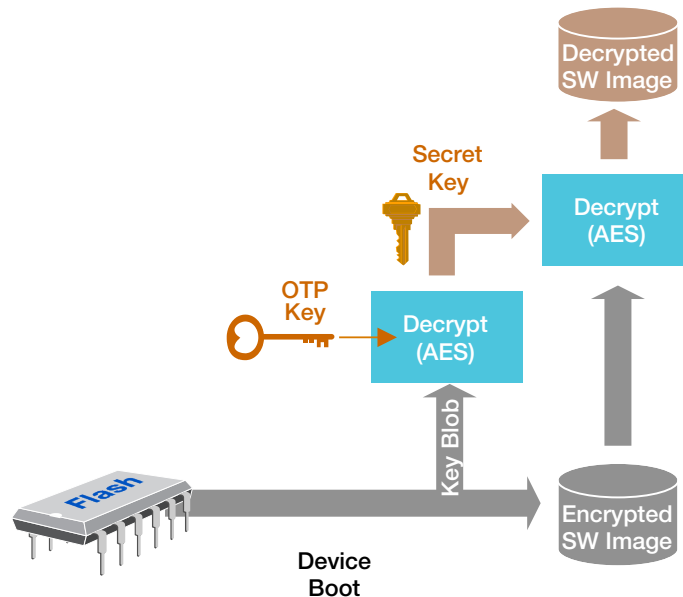 Decrypted
SW Image
Secret
Key
Decrypt
(AES)
OTP
Key
Decrypt
(AES)
Key Blob
Flash
Encrypted
SW Image
Device
Boot